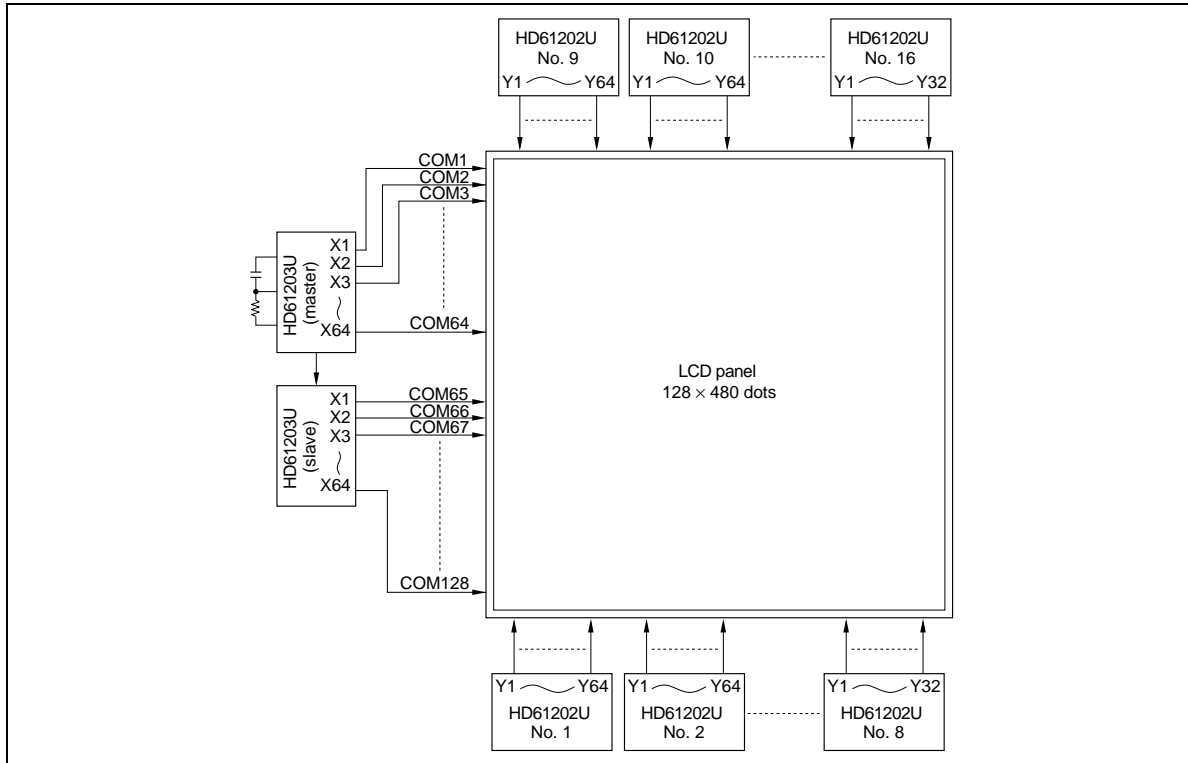 HD61202U
No. 9
Y1 Y64
HD61202U
No. 10
Y1 Y64
HD61202U
No. 16
Y1 Y32
COM1
COM2
COM3
COM64
HD61203U
(master)
X1
X2
X3
X64
HD61203U
(slave)
X1
X2
X3
X64
COM65
COM66
COM67
COM128
LCD panel
128 × 480 dots
Y1 Y64
HD61202U
No. 1
Y1 Y64
HD61202U
No. 2
Y1 Y32
HD61202U
No. 8